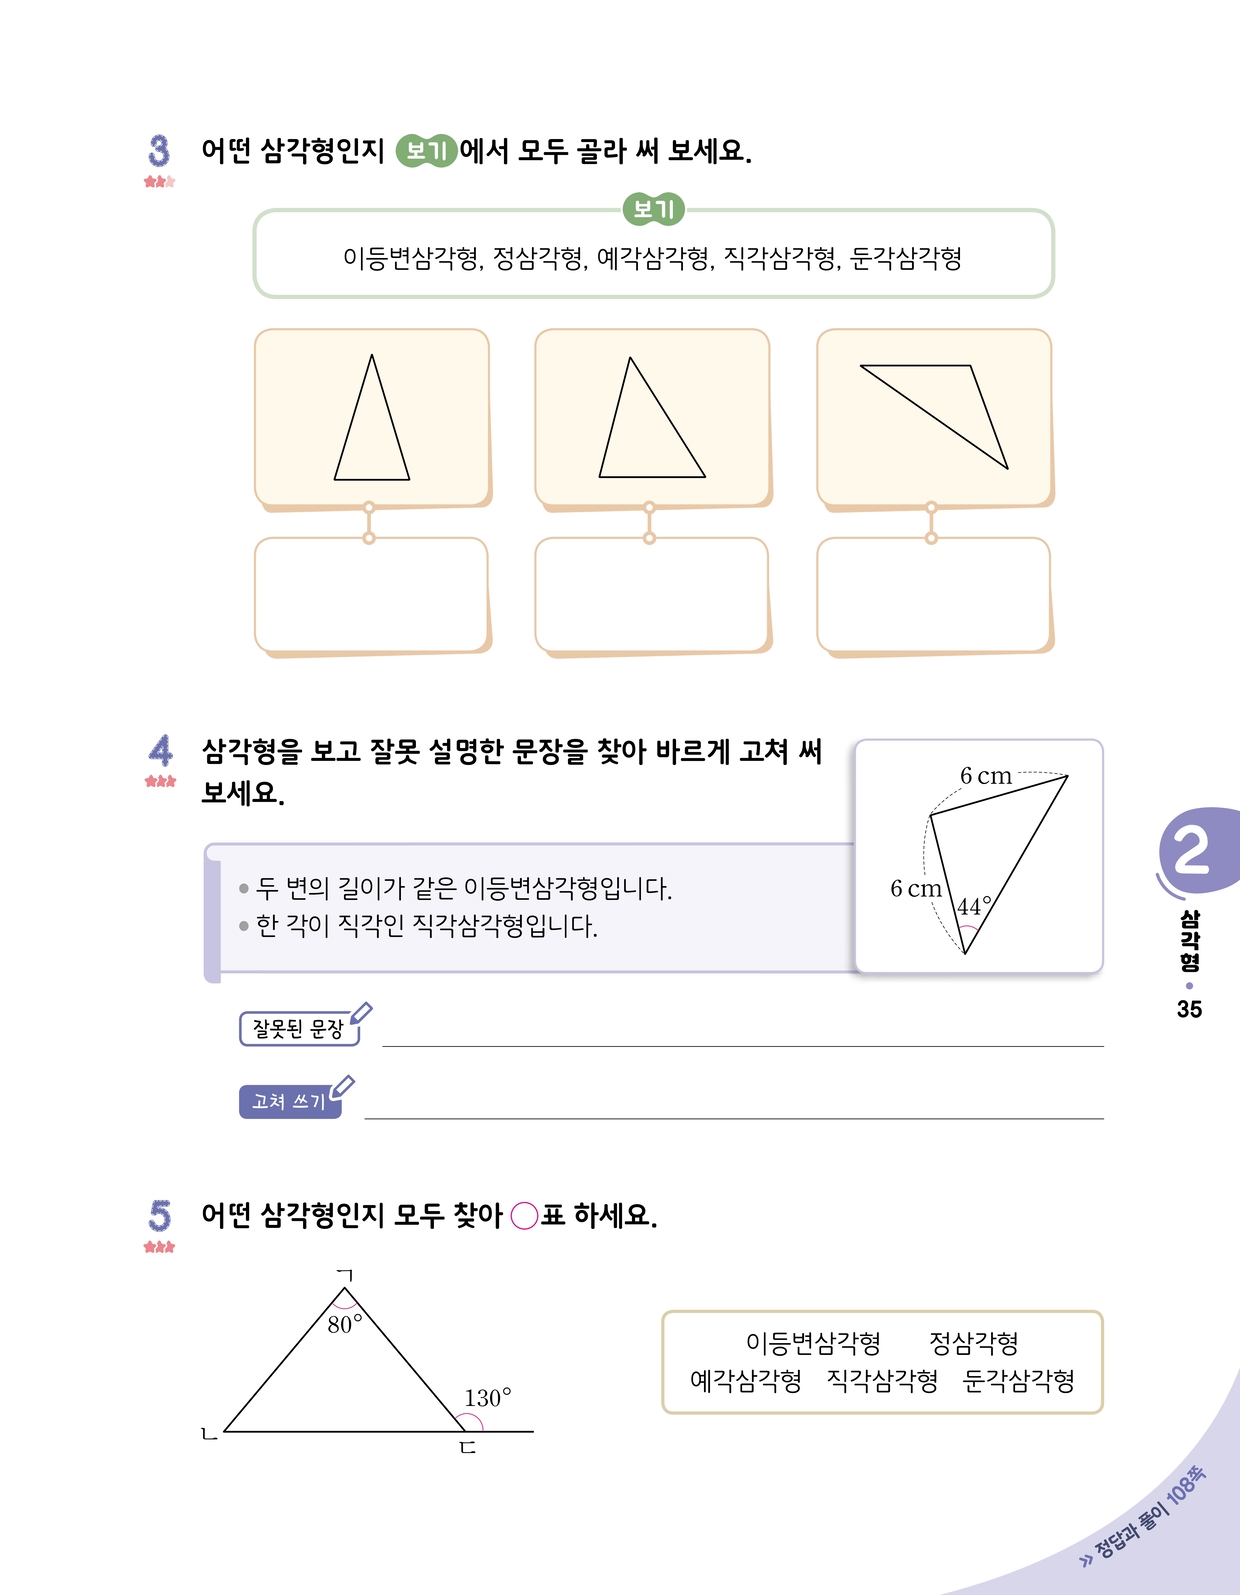 3 어떤 삼각형인지 보기에서 모두 골라 써 보세요.
보기
이등변삼각형, 정삼각형, 예각삼각형, 직각삼각형, 둔각삼각형
4 삼각형을 보고 잘못 설명한 문장을 찾아 바르게 고쳐 써
보세요.
6 cm
6 cm
44°
• 두 변의 길이가 같은 이등변삼각형입니다.
• 한 각이 직각인 직각삼각형입니다.
잘못된 문장
고쳐 쓰기
2
삼각형 • 35
5 어떤 삼각형인지 모두 찾아 ○표 하세요.
ㄱ
80°
130°
ㄴ
ㄷ
이등변삼각형 정삼각형
예각삼각형 직각삼각형 둔각삼각형
» 정답과 풀이 108쪽